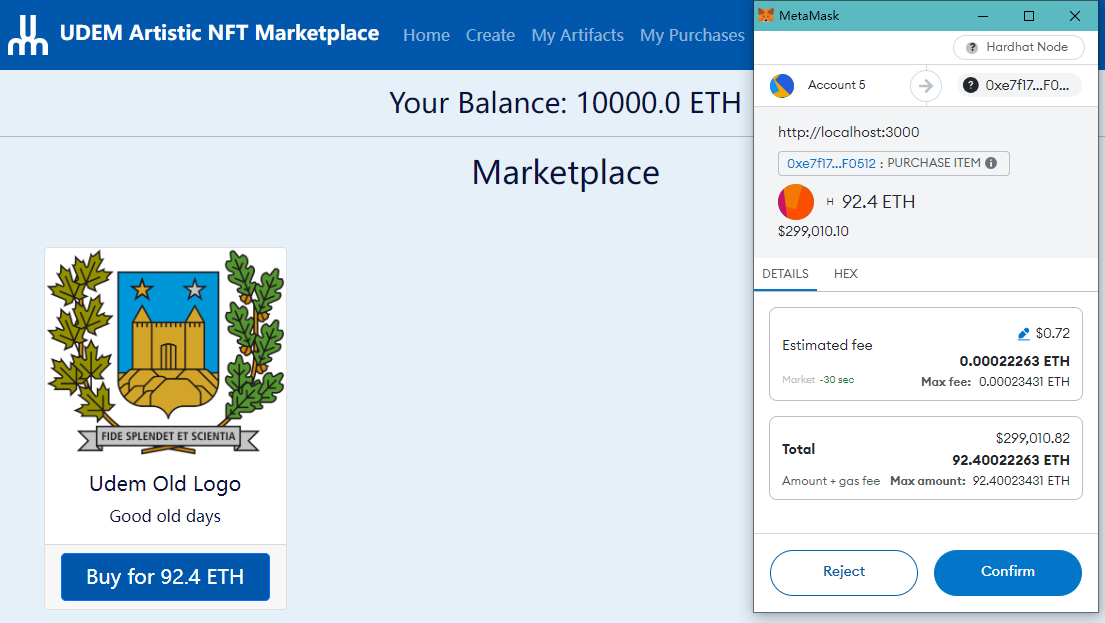 UDEM Artistic NFT Marketplace
Home Create My Artifacts My Purchases
Your Balance: 10000.0 ETH
Marketplace
FIDE SPLENDET ET SCIENTIA
Udem Old Logo
Good old days
Buy for 92.4 ETH
MetaMask
Hardhat Node
Account 5
0xe7f17...F0...
http://localhost:3000
0xe7f17...F0512 : PURCHASE ITEM
H 92.4 ETH
$299,010.10
DETAILS HEX
$0.72
Estimated fee
0.00022263 ETH
Market ~30 sec Max fee: 0.00023431 ETH
$299,010.82
Total
92.40022263 ETH
Amount + gas fee Max amount: 92.40023431 ETH
Reject Confirm